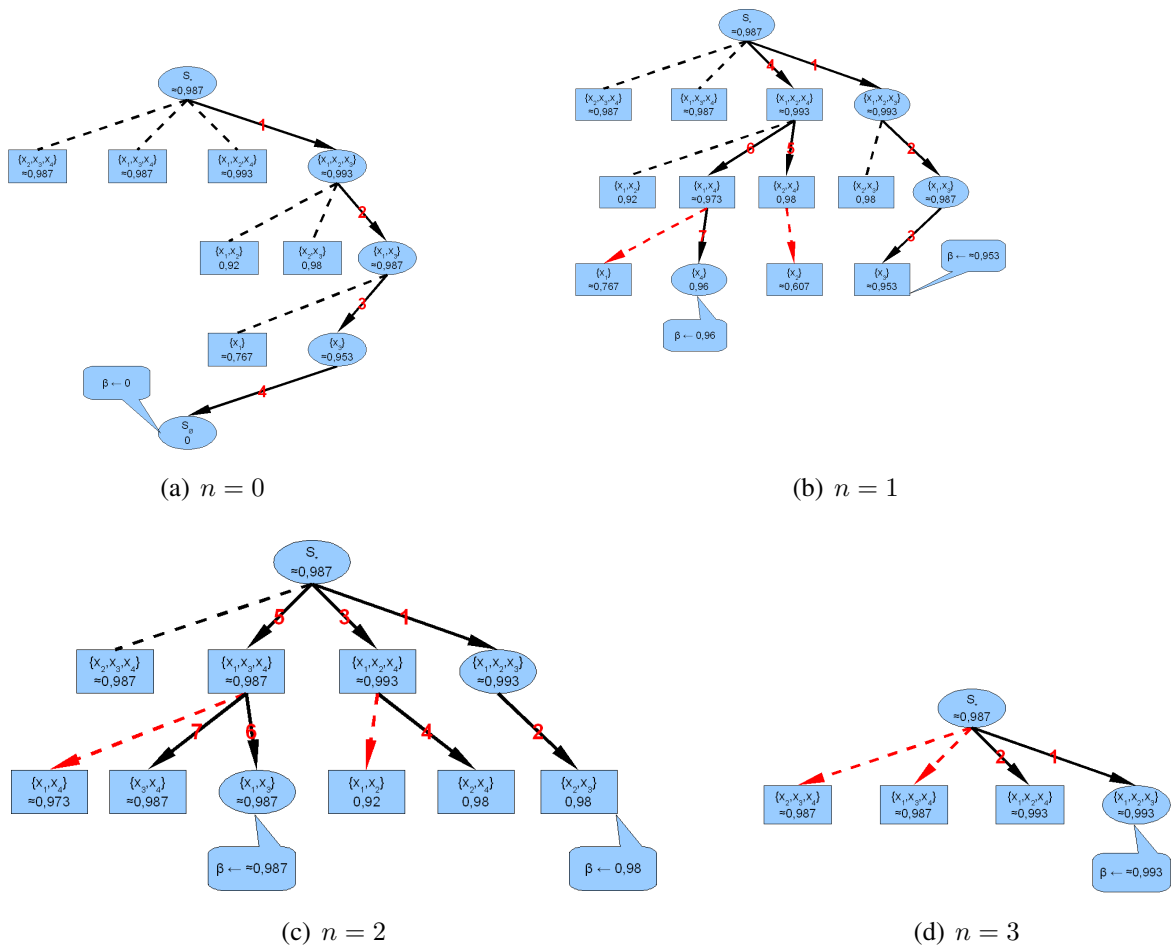 S*
≈0,987
1
{x₂,x₃,x₄}
≈0,987
{x₁,x₃,x₄}
≈0,987
{x₁,x₂,x₄}
≈0,993
{x₁,x₂,x₃}
≈0,993
2
{x₁,x₂}
0,92
{x₂,x₃}
0,98
{x₁,x₃}
≈0,987
3
{x₁}
≈0,767
{x₃}
≈0,953
4
β ← 0
S∅
0
(a) n = 0
S*
≈0,987
4
1
{x₂,x₃,x₄}
≈0,987
{x₁,x₃,x₄}
≈0,987
{x₁,x₂,x₄}
≈0,993
{x₁,x₂,x₃}
≈0,993
6
5
2
{x₁,x₂}
0,92
{x₁,x₄}
≈0,973
{x₂,x₄}
0,98
{x₂,x₃}
0,98
{x₁,x₃}
≈0,987
7
3
{x₁}
≈0,767
{x₄}
0,96
{x₂}
≈0,607
{x₃}
≈0,953
β ← ≈0,953
β ← 0,96
(b) n = 1
S*
≈0,987
5
3
1
{x₂,x₃,x₄}
≈0,987
{x₁,x₃,x₄}
≈0,987
{x₁,x₂,x₄}
≈0,993
{x₁,x₂,x₃}
≈0,993
7
6
4
2
{x₁,x₄}
≈0,973
{x₃,x₄}
≈0,987
{x₁,x₃}
≈0,987
{x₁,x₂}
0,92
{x₂,x₄}
0,98
{x₂,x₃}
0,98
β ← ≈0,987
β ← 0,98
(c) n = 2
S*
≈0,987
2
1
{x₂,x₃,x₄}
≈0,987
{x₁,x₃,x₄}
≈0,987
{x₁,x₂,x₄}
≈0,993
{x₁,x₂,x₃}
≈0,993
β ← ≈0,993
(d) n = 3